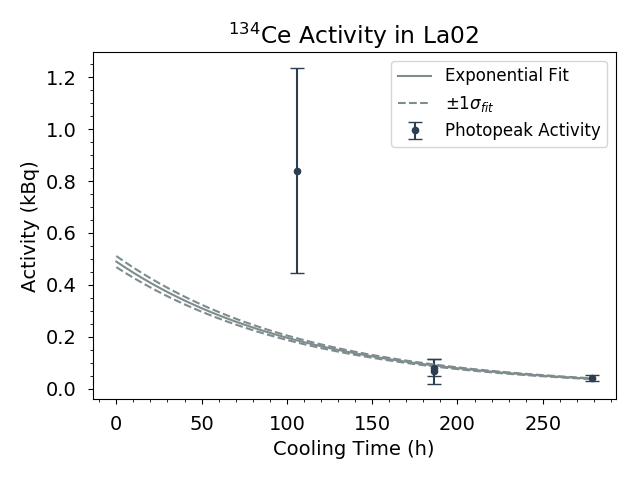 ¹³⁴Ce Activity in La02
Exponential Fit
±1σ_fit
Photopeak Activity
Activity (kBq)
1.2
1.0
0.8
0.6
0.4
0.2
0.0
0 50 100 150 200 250
Cooling Time (h)